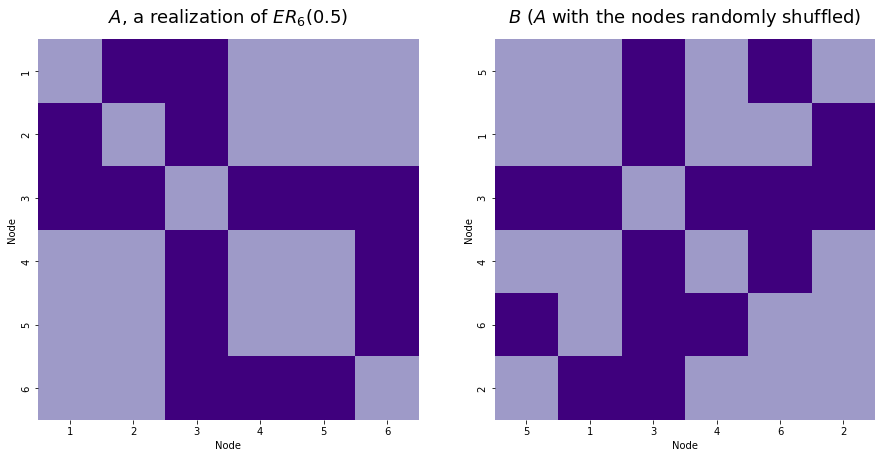 A, a realization of ER₆(0.5)
1
2
3
4
5
6
Node
1 2 3 4 5 6
Node
B (A with the nodes randomly shuffled)
5
1
3
4
6
2
Node
5 1 3 4 6 2
Node